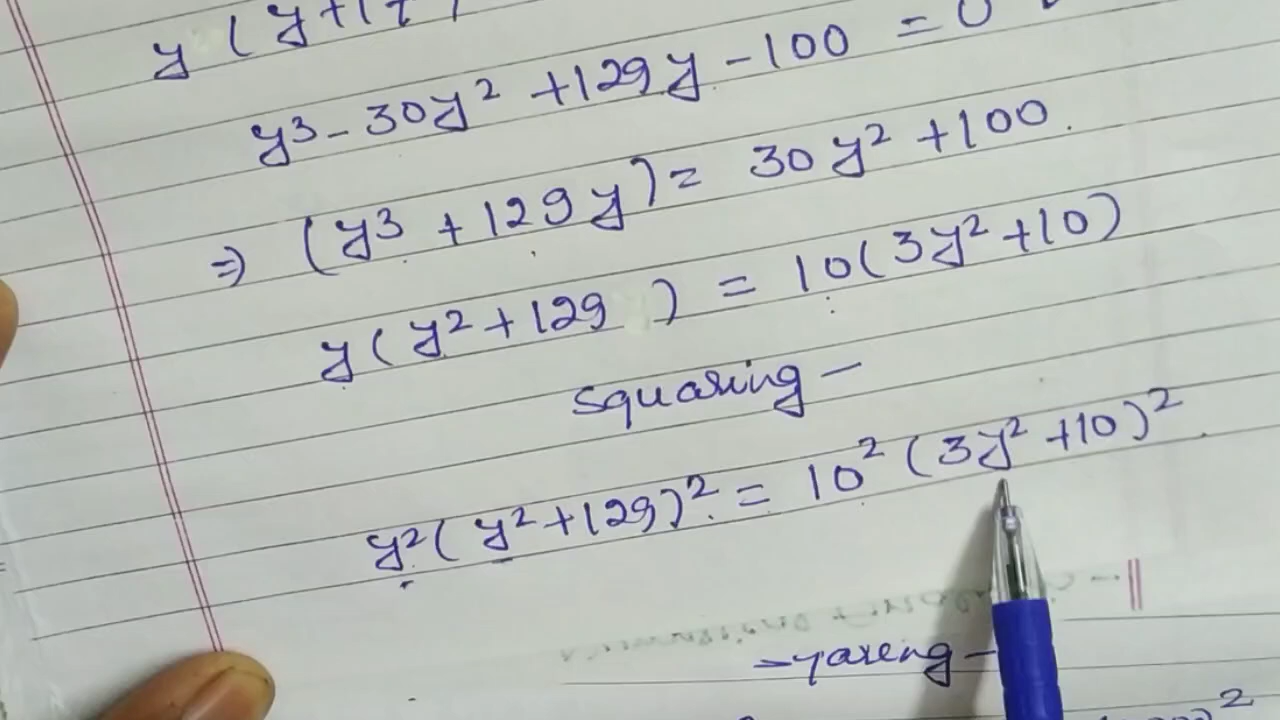 y ( y + 1
y³ - 30y² + 129y - 100 = 0
⇒ (y³ + 129y) = 30y² + 100.
y ( y² + 129 ) = 10(3y² + 10)
squaring -
y² ( y² + 129)² = 10² (3y² + 10)²